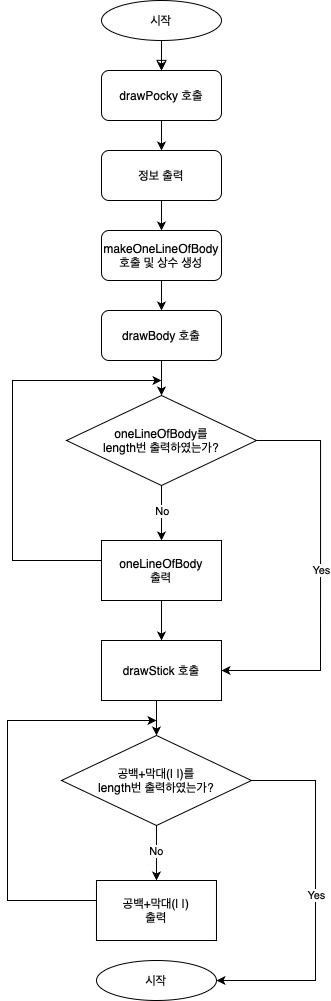 시작
drawPocky 호출
정보 출력
makeOneLineOfBody
호출 및 상수 생성
drawBody 호출
oneLineOfBody를
length번 출력하였는가?
No
oneLineOfBody
출력
Yes
drawStick 호출
공백+막대(l l)를
length번 출력하였는가?
No
Yes
공백+막대(l l)
출력
시작